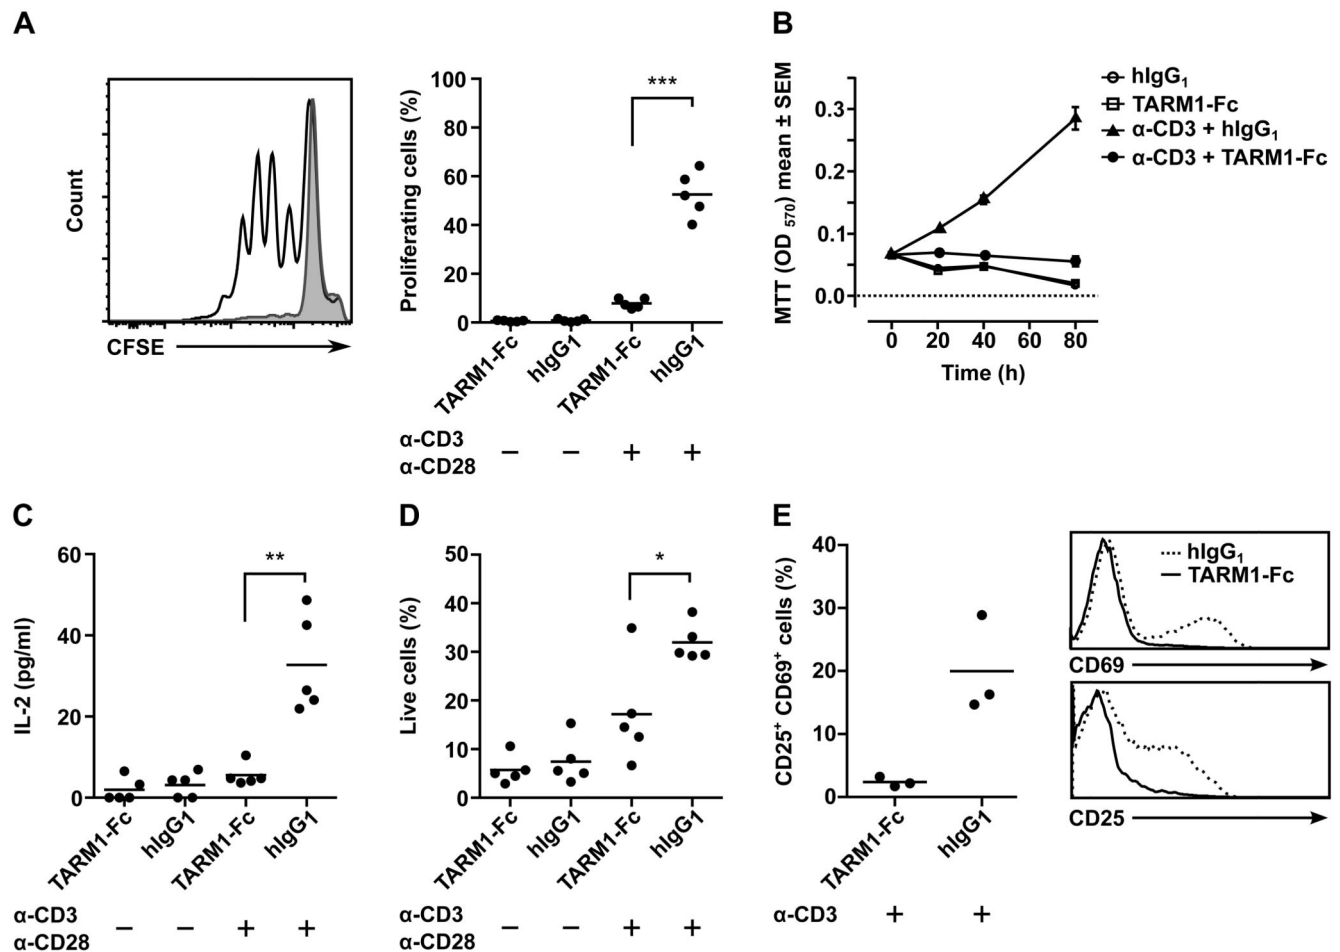 A
Count
CFSE
Proliferating cells (%)
100
80
60
40
20
0
***
TARM1-Fc
hIgG1
TARM1-Fc
hIgG1
α-CD3
α-CD28
− − + +
B
MTT (OD 570) mean ± SEM
0.3
0.2
0.1
0.0
0 20 40 60 80
Time (h)
hIgG1
TARM1-Fc
α-CD3 + hIgG1
α-CD3 + TARM1-Fc
C
IL-2 (pg/ml)
60
40
20
0
**
TARM1-Fc
hIgG1
TARM1-Fc
hIgG1
α-CD3
α-CD28
− − + +
D
Live cells (%)
50
40
30
20
10
0
*
TARM1-Fc
hIgG1
TARM1-Fc
hIgG1
α-CD3
α-CD28
− − + +
E
CD25+ CD69+ cells (%)
40
30
20
10
0
TARM1-Fc
hIgG1
α-CD3 + +
hIgG1
TARM1-Fc
CD69
CD25